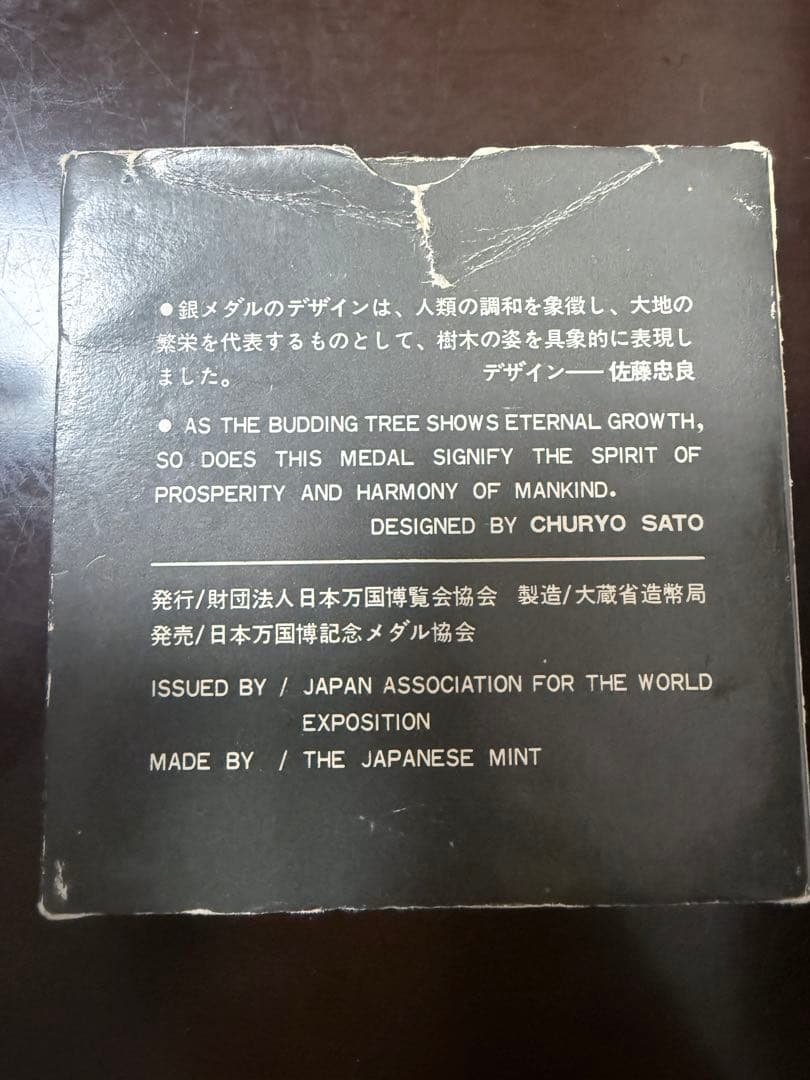 ●銀メダルのデザインは、人類の調和を象徴し、大地の
繁栄を代表するものとして、樹木の姿を具象的に表現し
ました。 デザイン──佐藤忠良
● AS THE BUDDING TREE SHOWS ETERNAL GROWTH,
SO DOES THIS MEDAL SIGNIFY THE SPIRIT OF
PROSPERITY AND HARMONY OF MANKIND.
DESIGNED BY CHURYO SATO
発行/財団法人日本万国博覧会協会 製造/大蔵省造幣局
発売/日本万国博記念メダル協会
ISSUED BY / JAPAN ASSOCIATION FOR THE WORLD
EXPOSITION
MADE BY / THE JAPANESE MINT